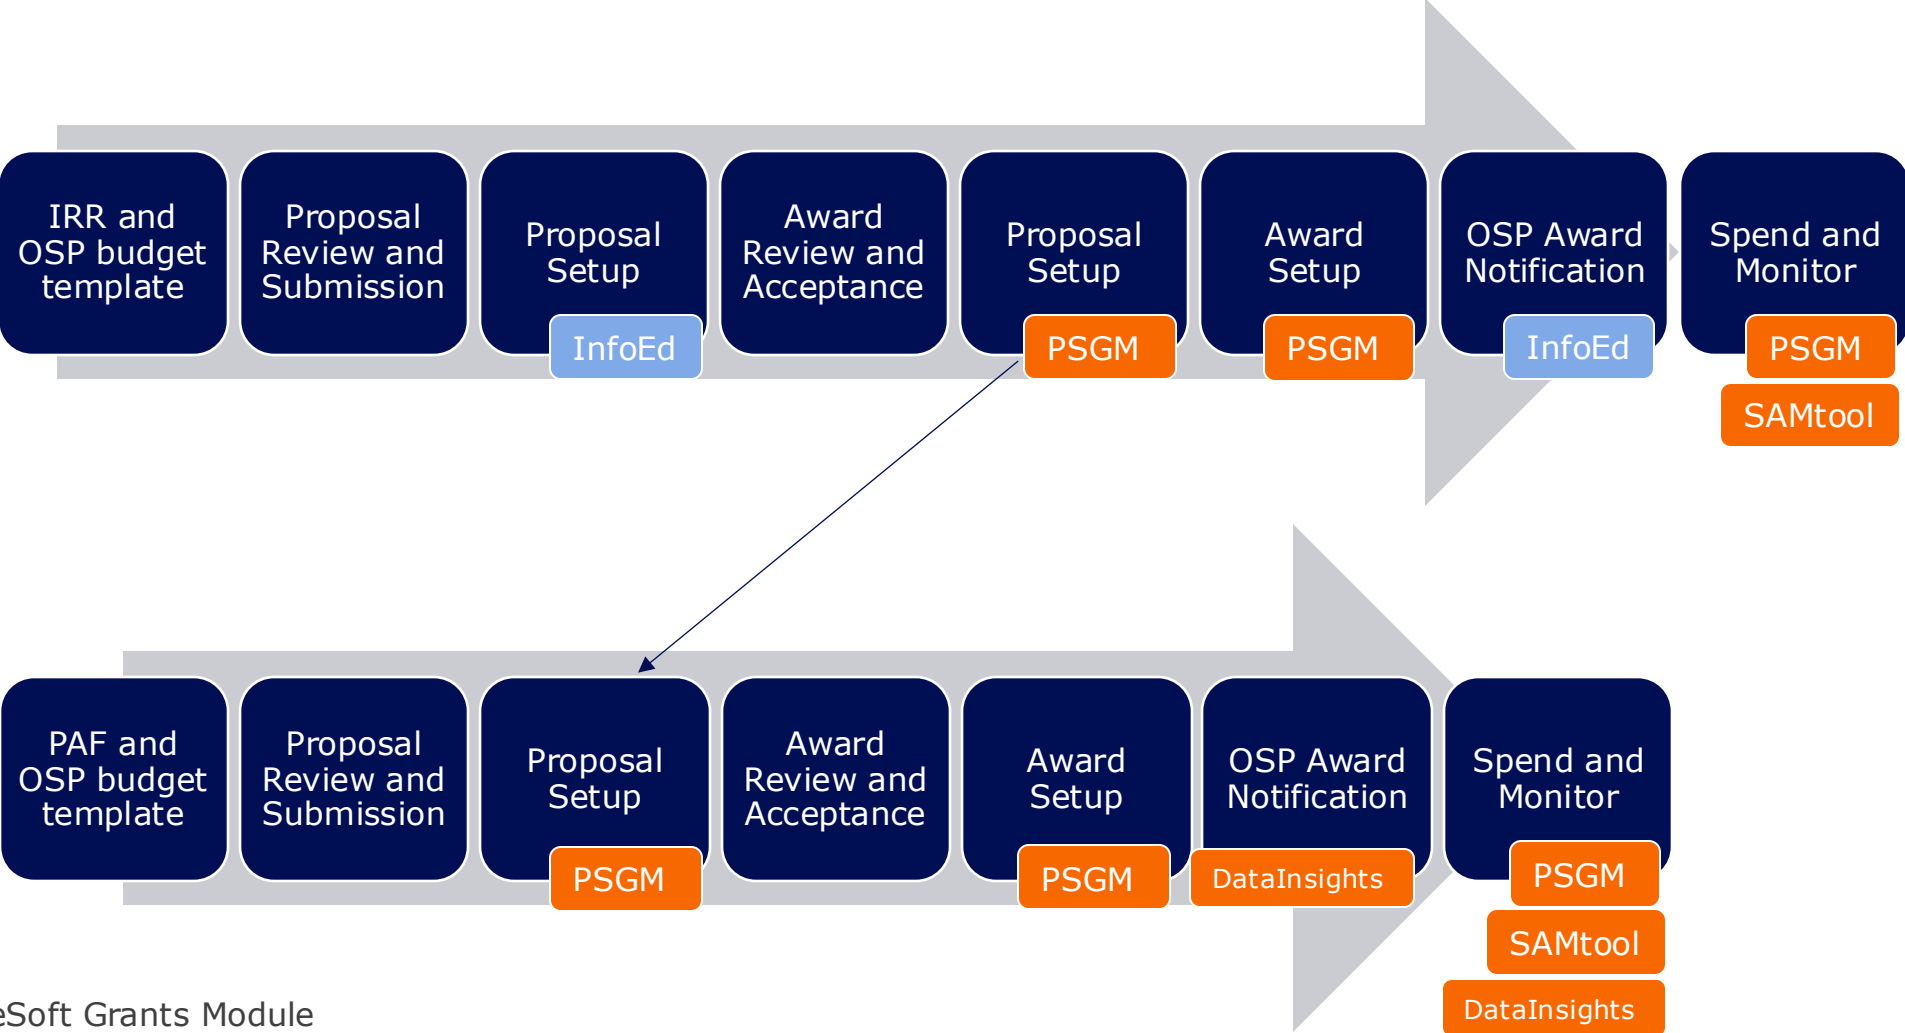 IRR and
OSP budget
template
Proposal
Review and
Submission
Proposal
Setup
InfoEd
Award
Review and
Acceptance
Proposal
Setup
PSGM
Award
Setup
PSGM
OSP Award
Notification
InfoEd
Spend and
Monitor
PSGM
SAMtool
PAF and
OSP budget
template
Proposal
Review and
Submission
Proposal
Setup
PSGM
Award
Review and
Acceptance
Award
Setup
PSGM
OSP Award
Notification
DataInsights
Spend and
Monitor
PSGM
SAMtool
DataInsights
eSoft Grants Module